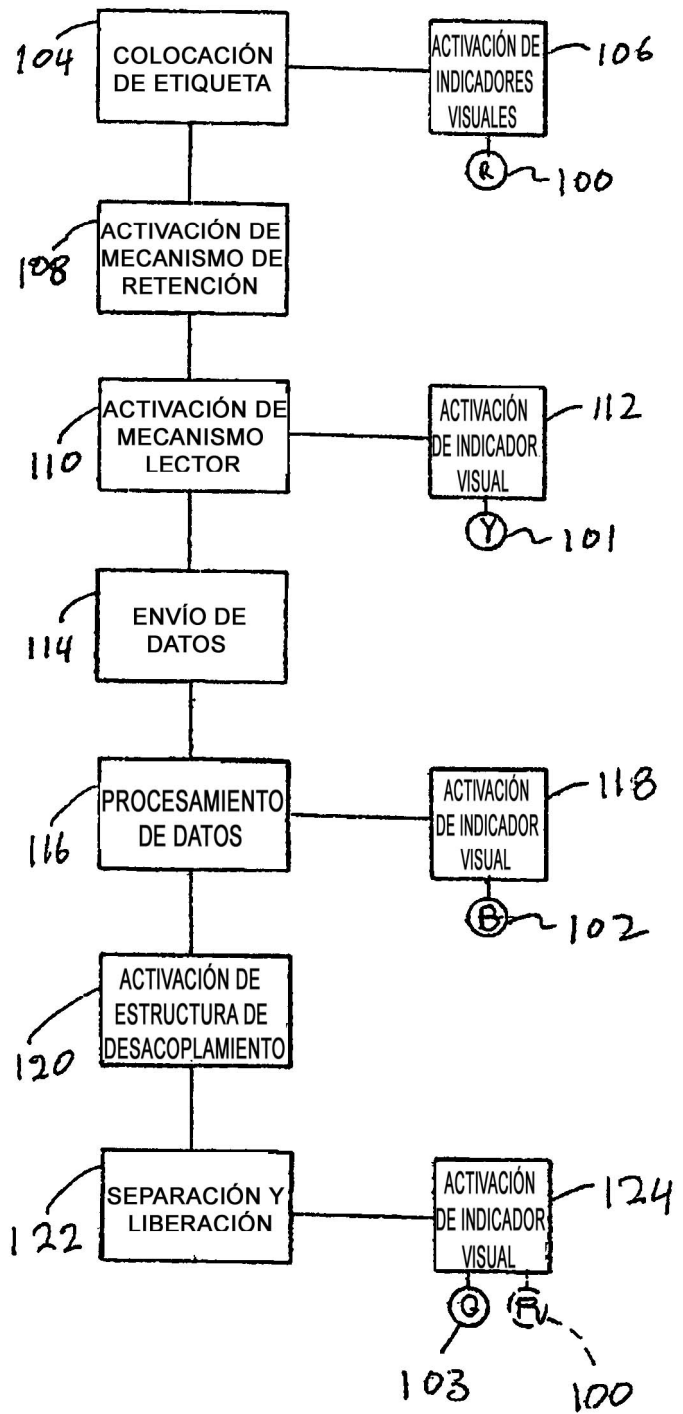 104
COLOCACIÓN
DE ETIQUETA
ACTIVACIÓN DE
INDICADORES
VISUALES
106
R
100
108
ACTIVACIÓN DE
MECANISMO DE
RETENCIÓN
110
ACTIVACIÓN DE
MECANISMO
LECTOR
ACTIVACIÓN
DE INDICADOR
VISUAL
112
Y
101
114
ENVÍO DE
DATOS
116
PROCESAMIENTO
DE DATOS
ACTIVACIÓN
DE INDICADOR
VISUAL
118
B
102
120
ACTIVACIÓN DE
ESTRUCTURA DE
DESACOPLAMIENTO
122
SEPARACIÓN Y
LIBERACIÓN
ACTIVACIÓN
DE INDICADOR
VISUAL
124
G
R
103
100